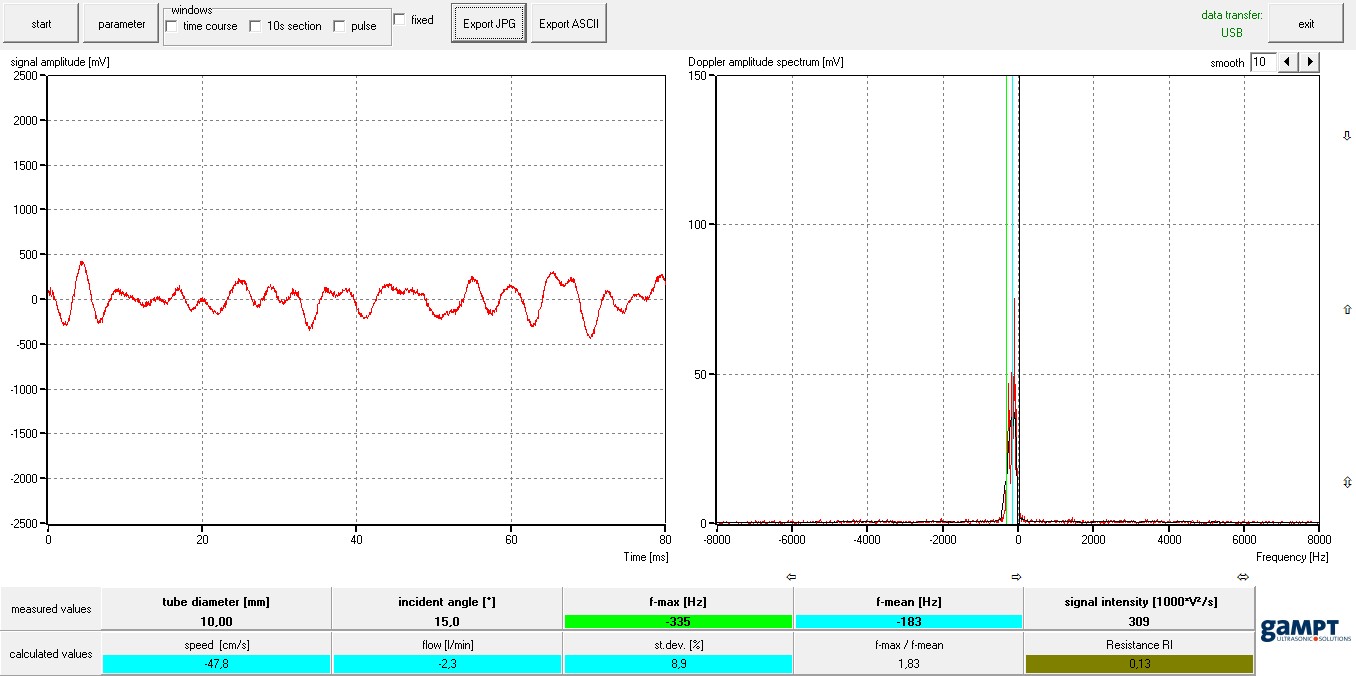 start
parameter
windows
time course
10s section
pulse
fixed
Export JPG
Export ASCII
data transfer:
USB
exit
signal amplitude [mV]
2500
2000
1500
1000
500
0
-500
-1000
-1500
-2000
-2500
0 20 40 60 80
Time [ms]
Doppler amplitude spectrum [mV]
smooth 10
150
100
50
0
-8000 -6000 -4000 -2000 0 2000 4000 6000 8000
Frequency [Hz]
measured values
tube diameter [mm] incident angle [°] f-max [Hz] f-mean [Hz] signal intensity [1000*V²/s]
10,00 15,0 -335 -183 309
calculated values
speed [cm/s] flow [l/min] st.dev. [%] f-max / f-mean Resistance RI
-47,8 -2,3 8,9 1,83 0,13
gampt
ULTRASONIC SOLUTIONS